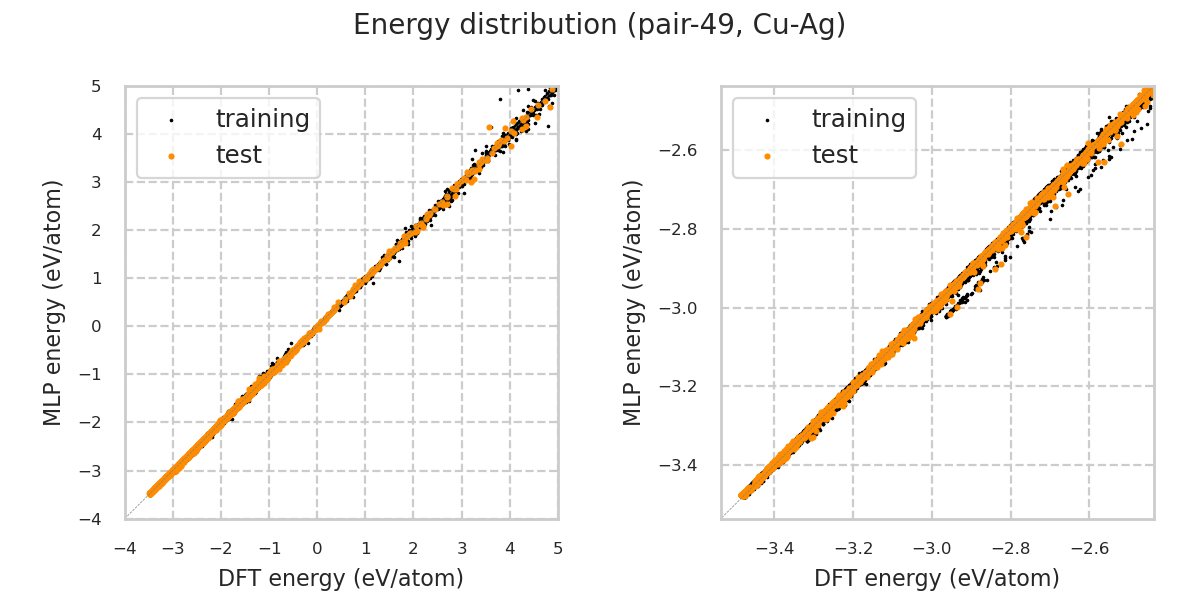 Energy distribution (pair-49, Cu-Ag)
MLP energy (eV/atom)
5
4
3
2
1
0
−1
−2
−3
−4
training
test
−4 −3 −2 −1 0 1 2 3 4 5
DFT energy (eV/atom)
MLP energy (eV/atom)
−2.6
−2.8
−3.0
−3.2
−3.4
training
test
−3.4 −3.2 −3.0 −2.8 −2.6
DFT energy (eV/atom)